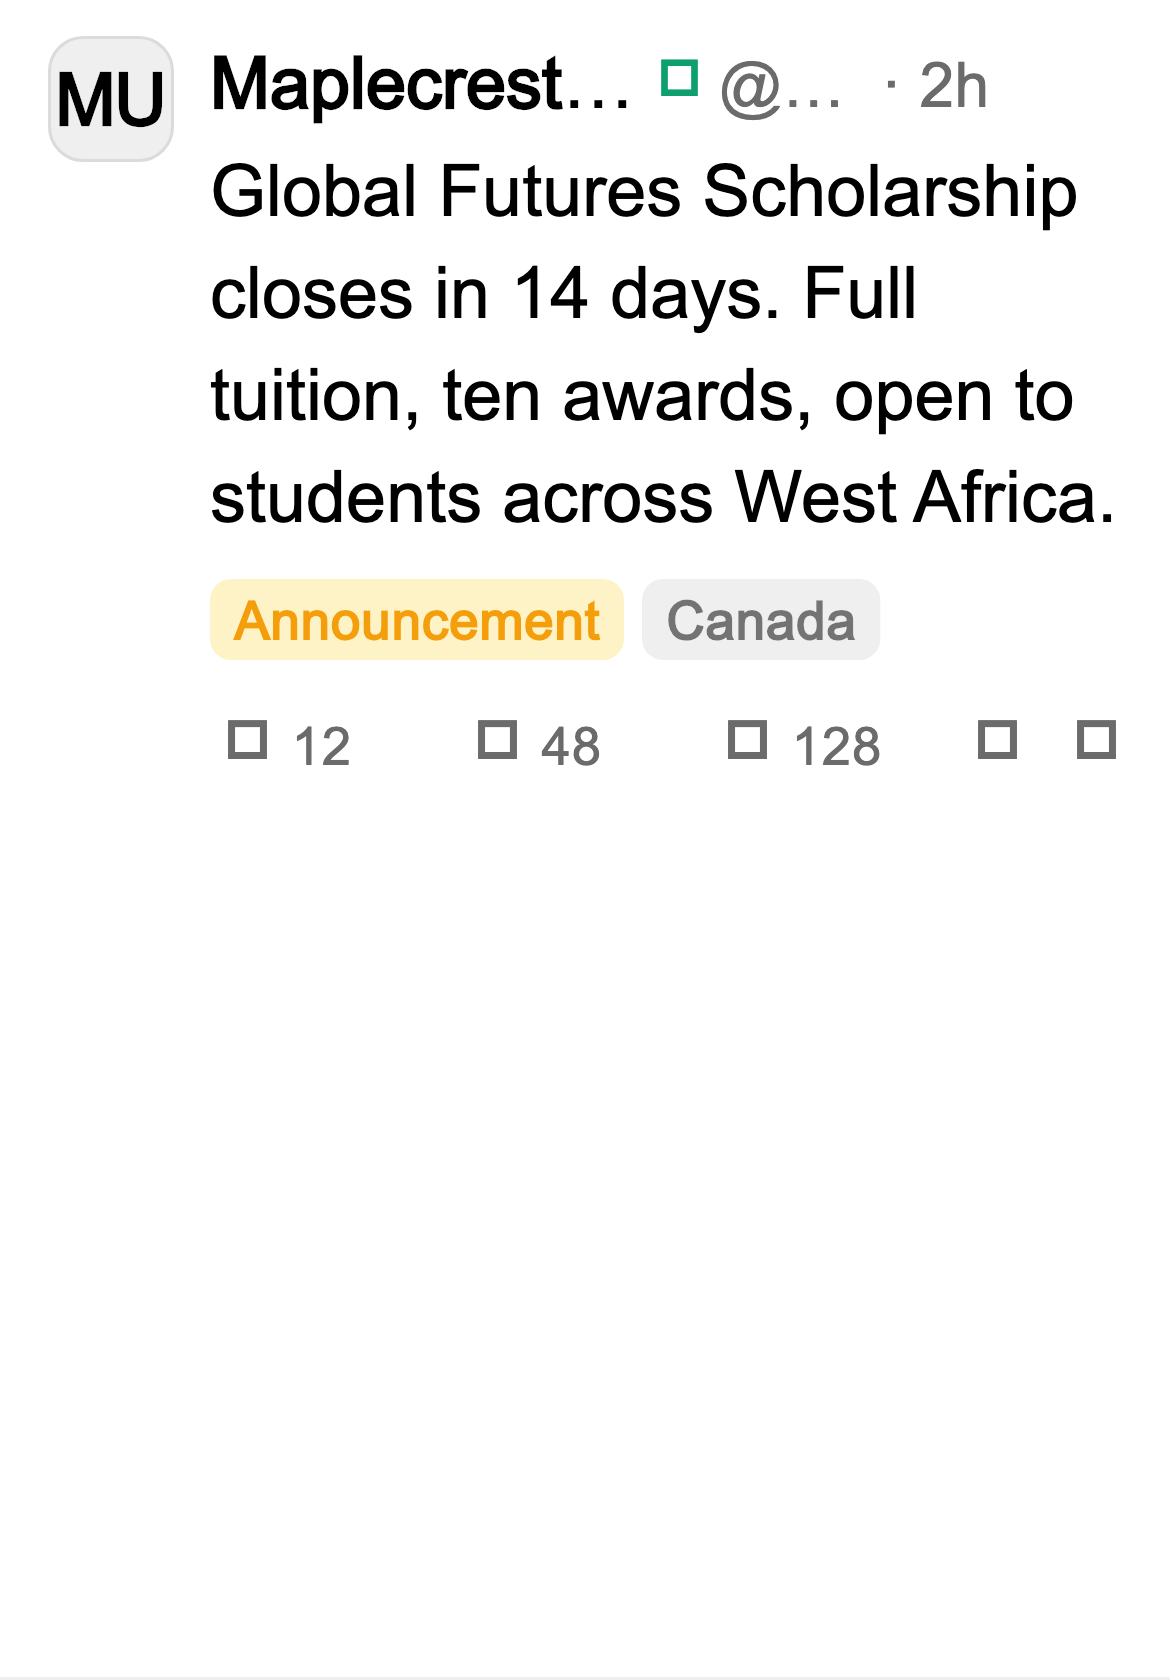 MU
Maplecrest… @… · 2h
Global Futures Scholarship
closes in 14 days. Full
tuition, ten awards, open to
students across West Africa.
Announcement Canada
12 48 128